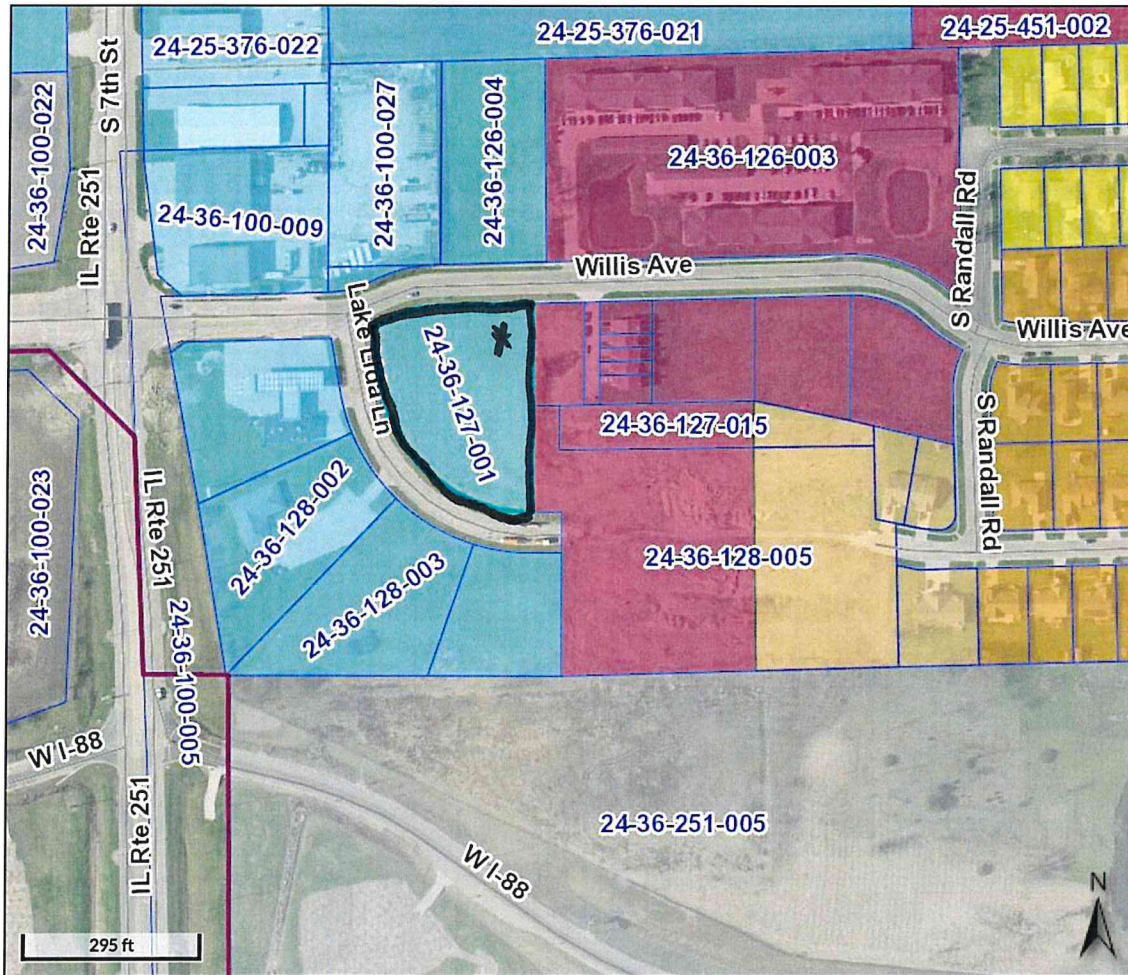 24-25-376-022
24-25-376-021
24-25-451-002
S 7th St
24-36-100-022
IL Rte 251
24-36-100-009
24-36-100-027
24-36-126-004
24-36-126-003
S Randall Rd
Willis Ave
Willis Ave
Lake Lida Ln
24-36-127-001
24-36-127-015
S Randall Rd
24-36-128-002
24-36-128-003
24-36-128-005
24-36-100-023
IL Rte 251
24-36-100-005
W I-88
IL Rte 251
W I-88
24-36-251-005
N
295 ft